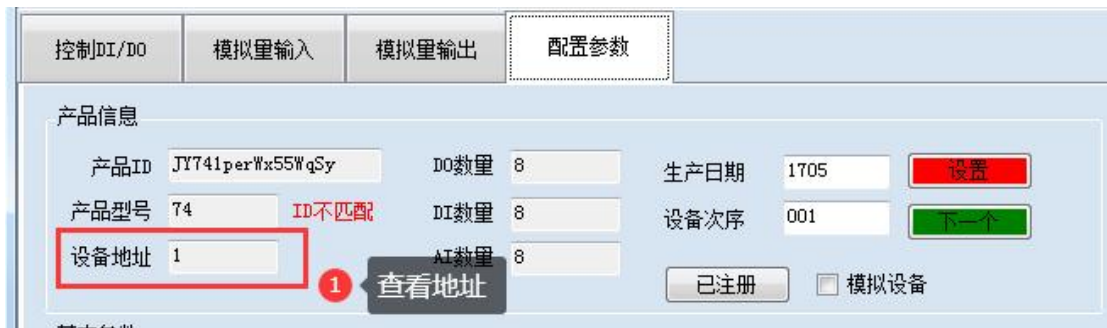 控制DI/DO 模拟量输入 模拟量输出 配置参数
产品信息
产品ID JY741perWx55WqSy DO数量 8 生产日期 1705 设置
产品型号 74 ID不匹配 DI数量 8 设备次序 001 下一个
设备地址 1 AI数量 8
1 查看地址
已注册 模拟设备